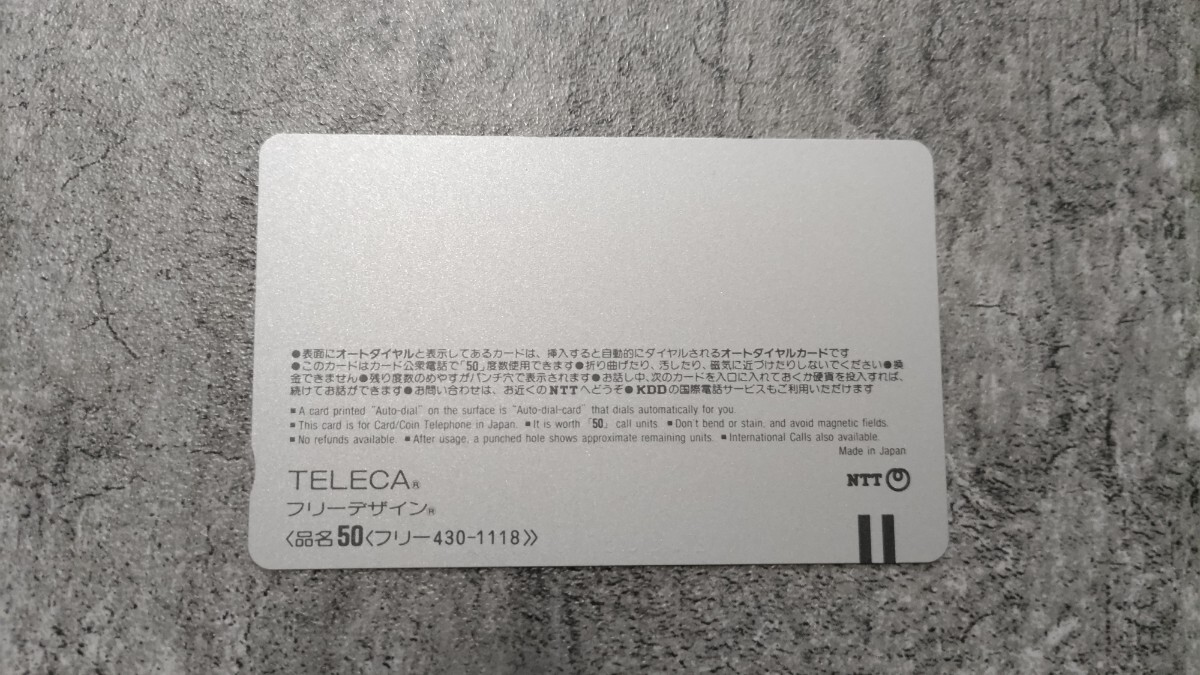 ●表面にオートダイヤルと表示してあるカードは、挿入すると自動的にダイヤルされるオートダイヤルカードです
●このカードはカード公衆電話で「50」度数使用できます●折り曲げたり、汚したり、磁気に近づけたりしないでください●換
金できません●残り度数のめやすがパンチ穴で表示されます●お話し中、次のカードを入口に入れておくか硬貨を投入すれば、
続けてお話ができます●お問い合わせは、お近くのNTTへどうぞ●KDDの国際電話サービスもご利用いただけます
■A card printed "Auto-dial" on the surface is "Auto-dial-card" that dials automatically for you.
■This card is for Card/Coin Telephone in Japan. ■It is worth「50」call units. ■Don't bend or stain, and avoid magnetic fields.
■No refunds available. ■After usage, a punched hole shows approximate remaining units. ■International Calls also available.
Made in Japan
TELECA®
NTT
フリーデザイン®
〈品名50〈フリー430-1118〉〉